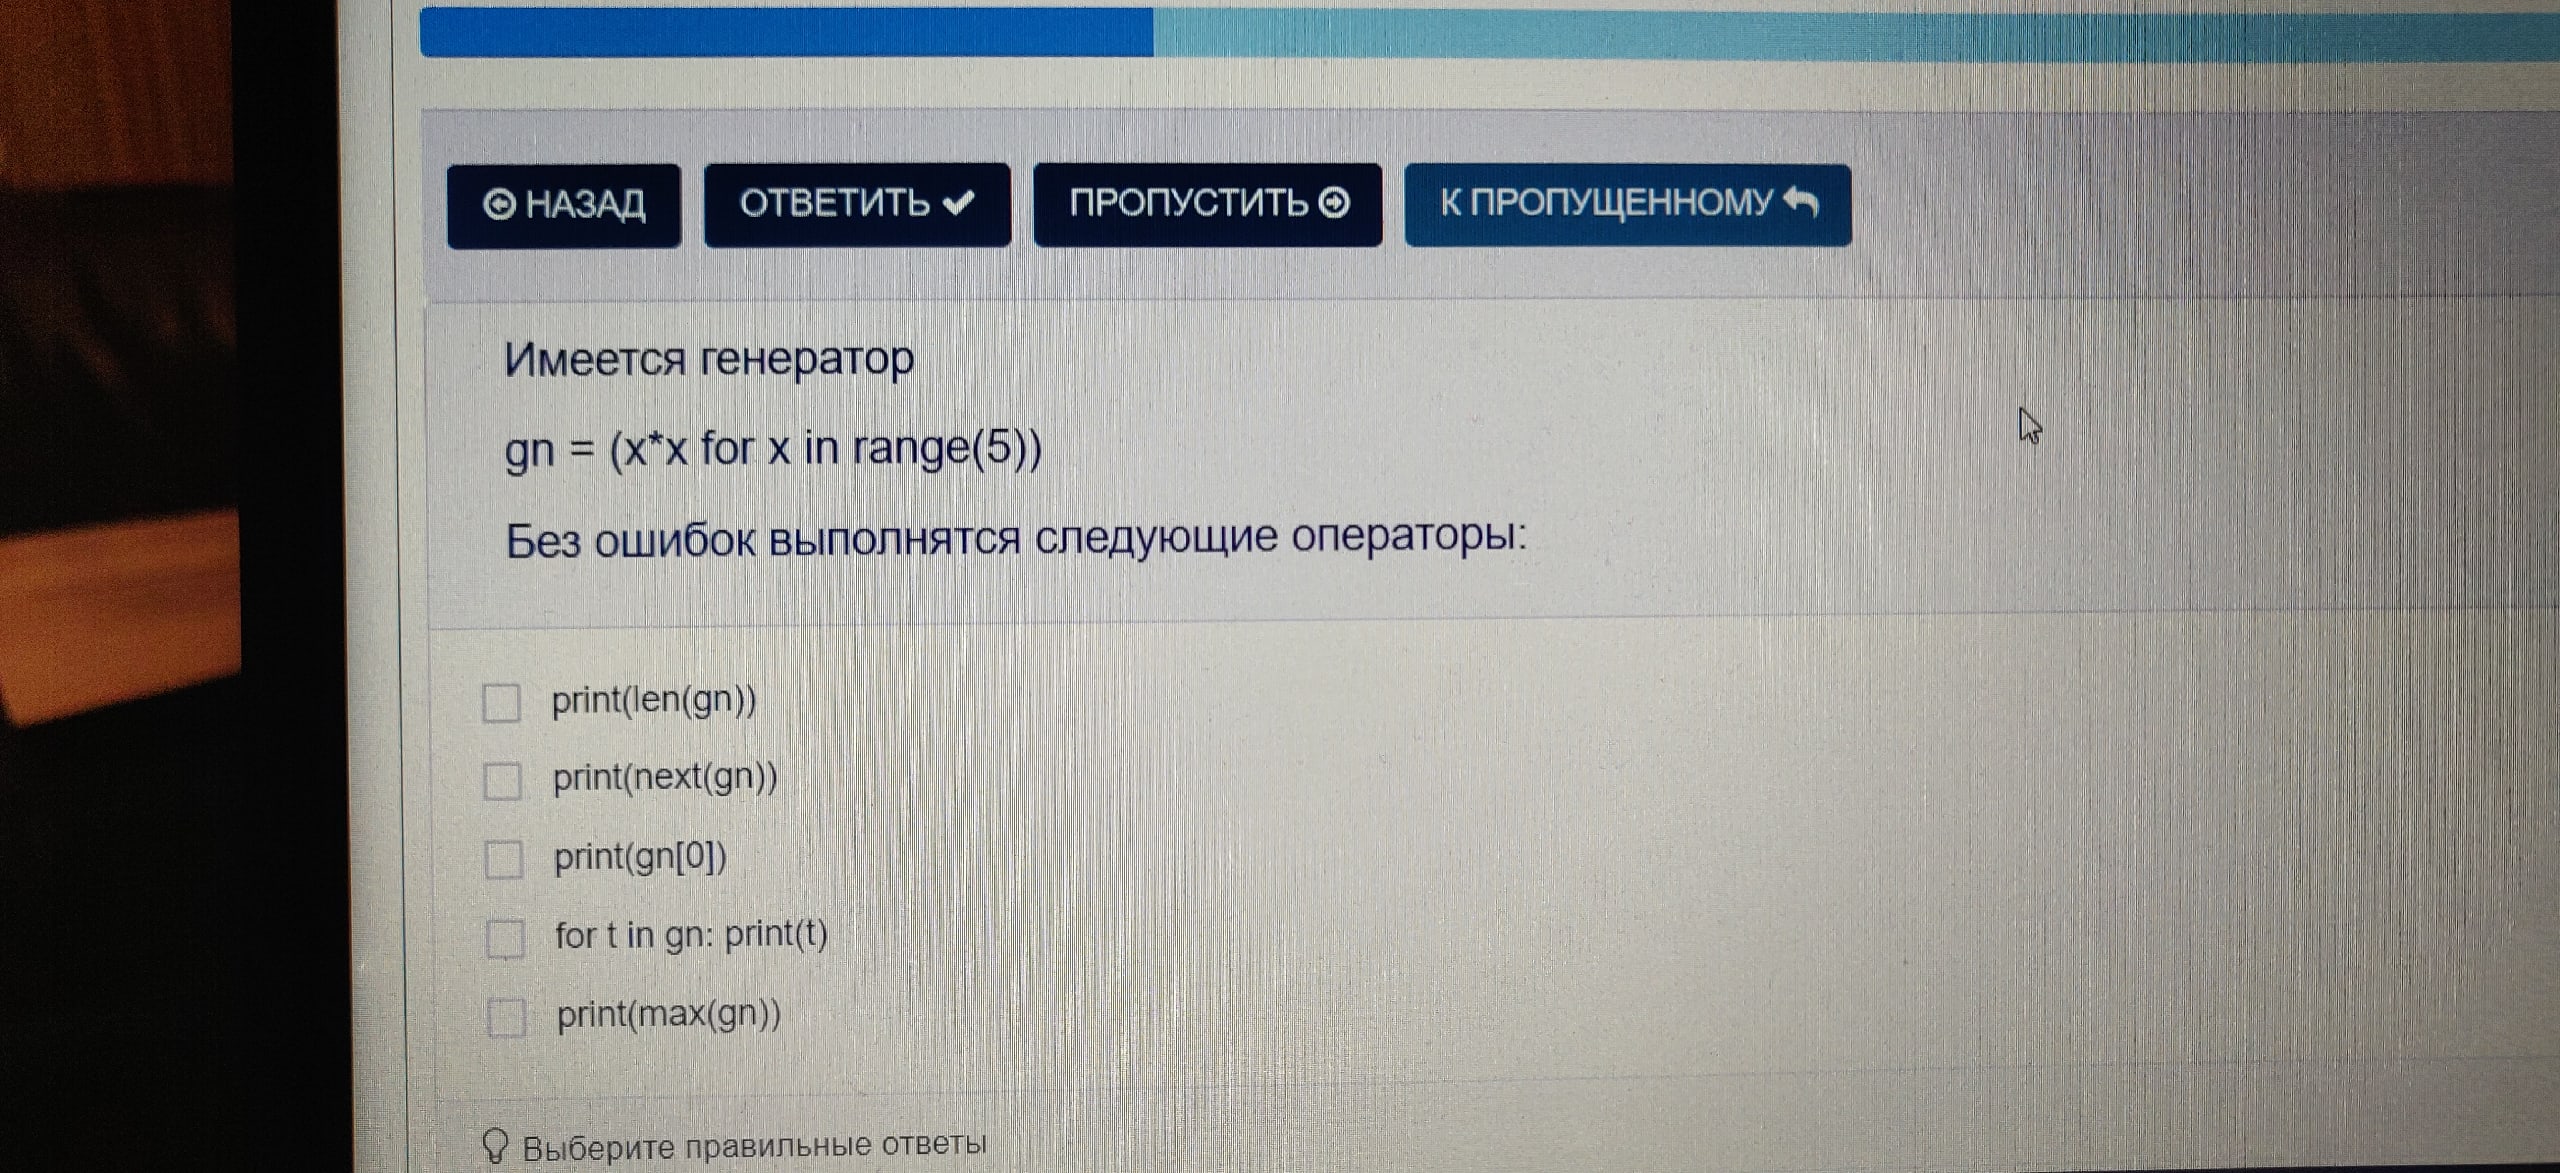 НАЗАД ОТВЕТИТЬ ПРОПУСТИТЬ К ПРОПУЩЕННОМУ
Имеется генератор
gn = (x*x for x in range(5))
Без ошибок выполнятся следующие операторы:
print(len(gn))
print(next(gn))
print(gn[0])
for t in gn: print(t)
print(max(gn))
Выберите правильные ответы